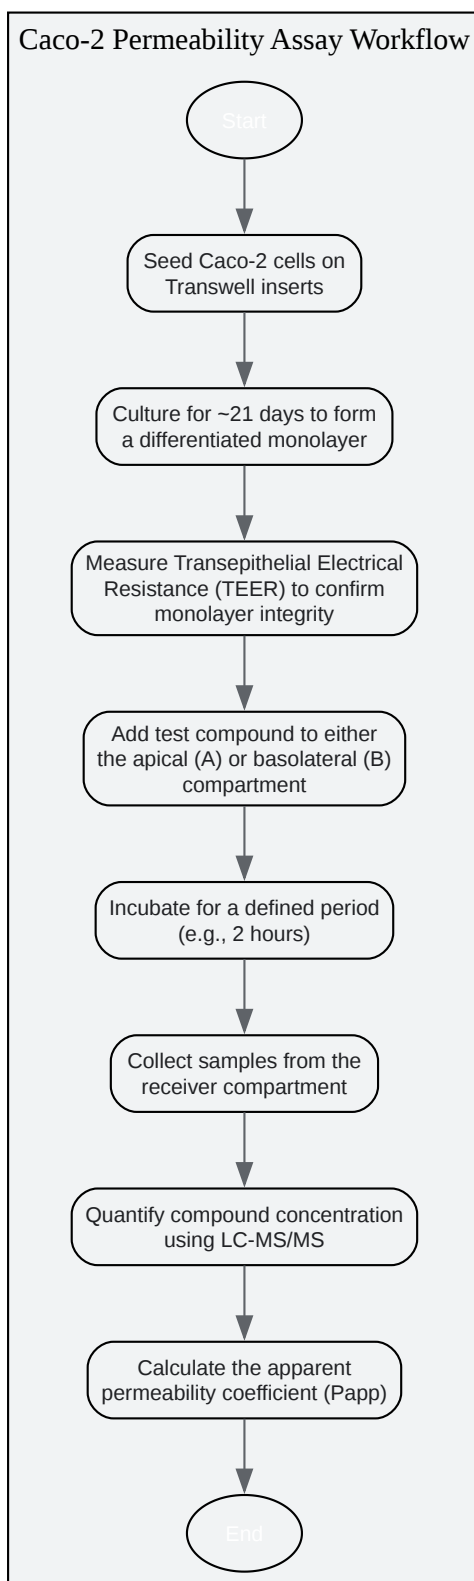 Caco-2 Permeability Assay Workflow
Start
Seed Caco-2 cells on
Transwell inserts
Culture for ~21 days to form
a differentiated monolayer
Measure Transepithelial Electrical
Resistance (TEER) to confirm
monolayer integrity
Add test compound to either
the apical (A) or basolateral (B)
compartment
Incubate for a defined period
(e.g., 2 hours)
Collect samples from the
receiver compartment
Quantify compound concentration
using LC-MS/MS
Calculate the apparent
permeability coefficient (Papp)
End